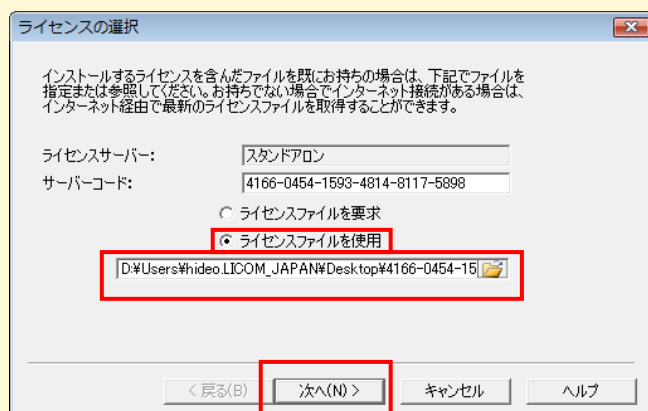 ライセンスの選択
インストールするライセンスを含んだファイルを既にお持ちの場合は、下記でファイルを
指定または参照してください。お持ちでない場合でインターネット接続がある場合は、
インターネット経由で最新のライセンスファイルを取得することができます。
ライセンスサーバー: スタンドアロン
サーバーコード: 4166-0454-1593-4814-8117-5898
ライセンスファイルを要求
ライセンスファイルを使用
D:¥Users¥hideo.LICOM_JAPAN¥Desktop¥4166-0454-15
< 戻る(B) 次へ(N) > キャンセル ヘルプ